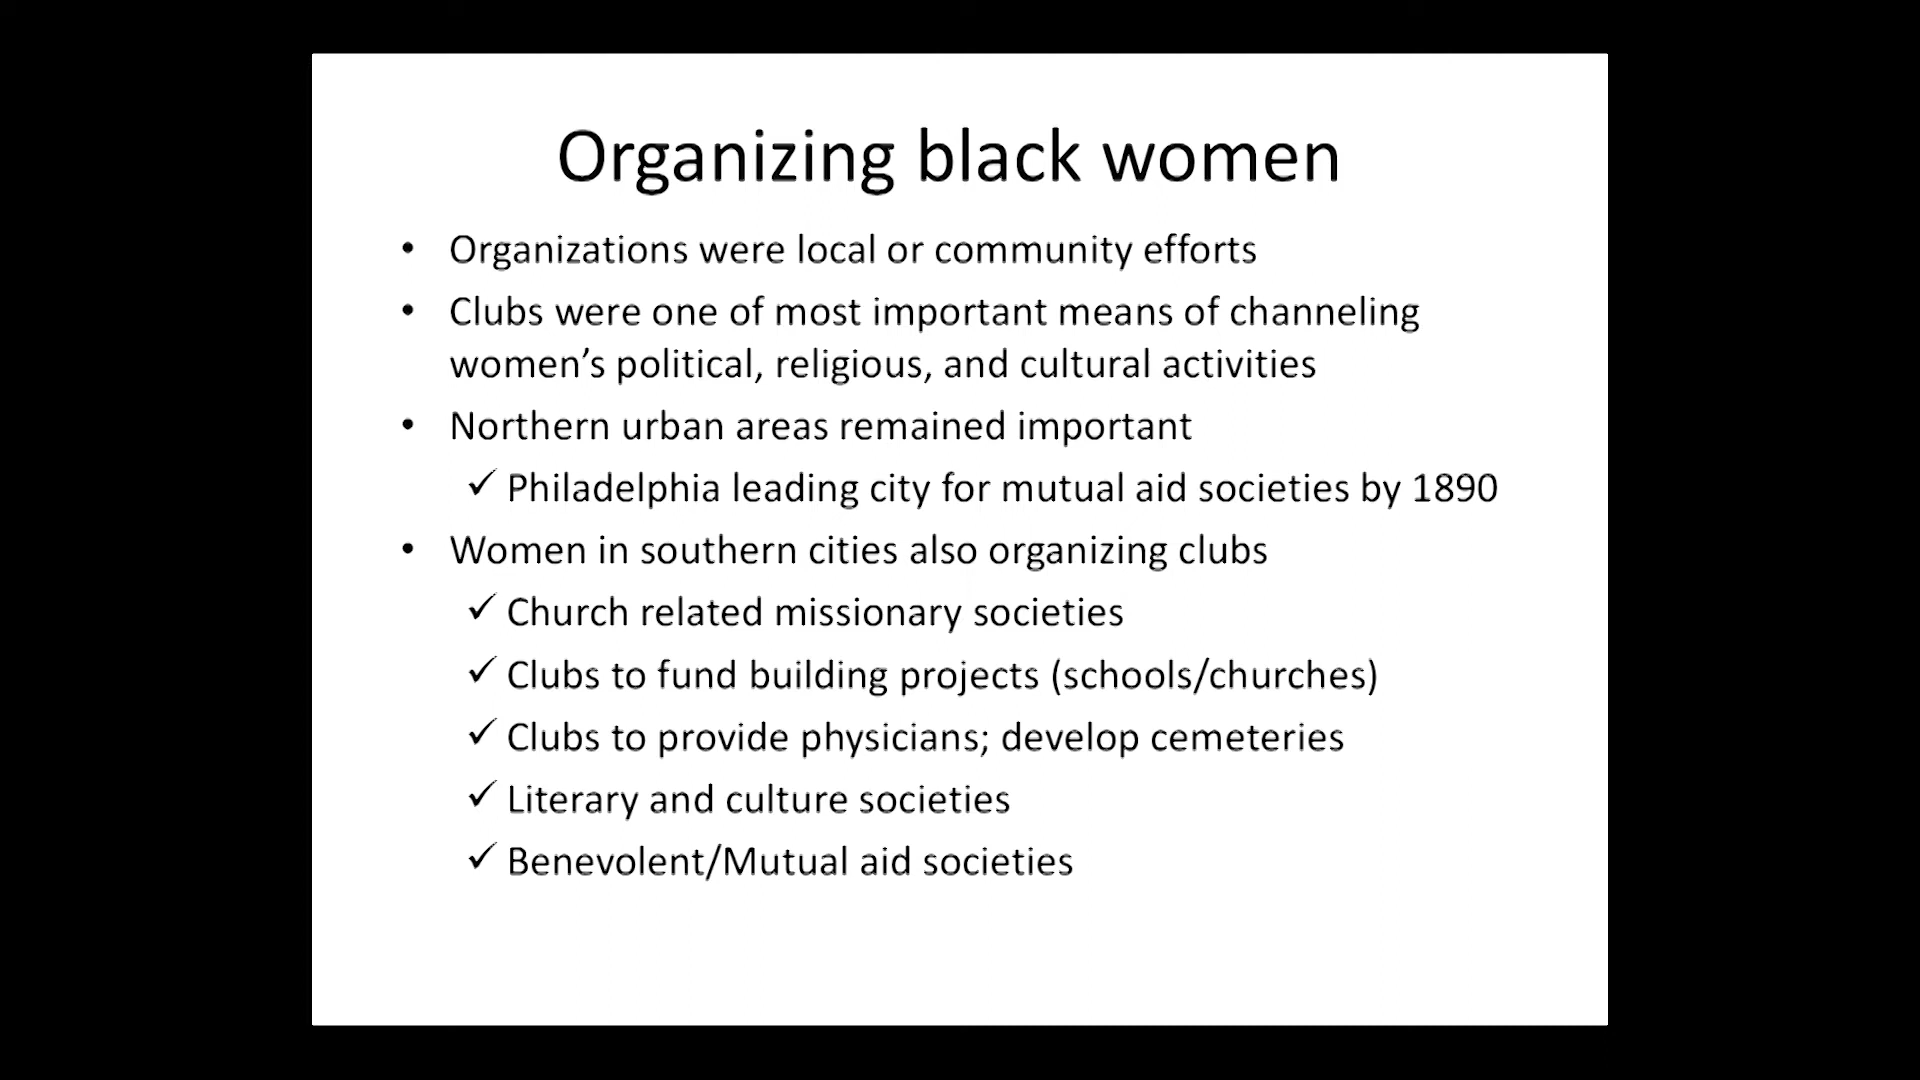 Organizing black women
• Organizations were local or community efforts
• Clubs were one of most important means of channeling
women’s political, religious, and cultural activities
• Northern urban areas remained important
✓ Philadelphia leading city for mutual aid societies by 1890
• Women in southern cities also organizing clubs
✓ Church related missionary societies
✓ Clubs to fund building projects (schools/churches)
✓ Clubs to provide physicians; develop cemeteries
✓ Literary and culture societies
✓ Benevolent/Mutual aid societies